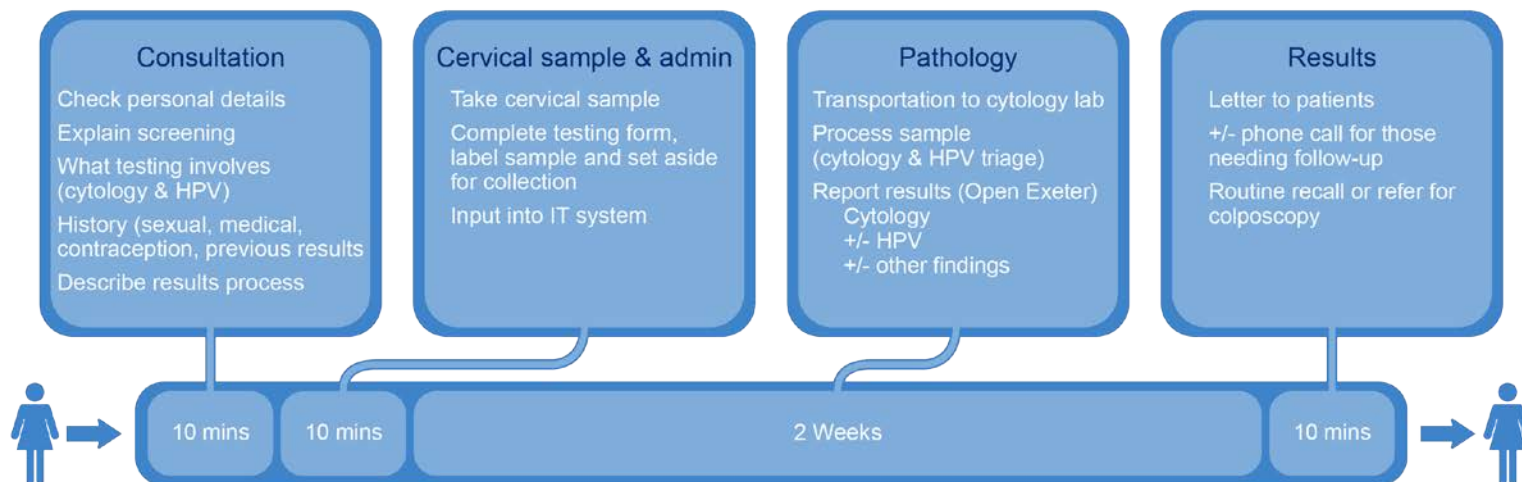 Consultation
Check personal details
Explain screening
What testing involves
(cytology & HPV)
History (sexual, medical,
contraception, previous results
Describe results process
Cervical sample & admin
Take cervical sample
Complete testing form,
label sample and set aside
for collection
Input into IT system
Pathology
Transportation to cytology lab
Process sample
(cytology & HPV triage)
Report results (Open Exeter)
Cytology
+/- HPV
+/- other findings
Results
Letter to patients
+/- phone call for those
needing follow-up
Routine recall or refer for
colposcopy
10 mins
10 mins
2 Weeks
10 mins